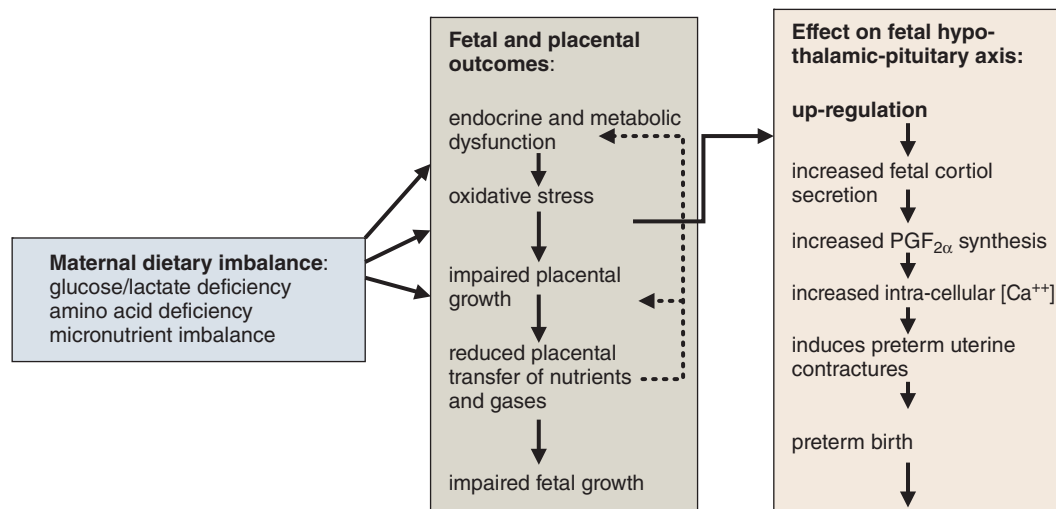 Maternal dietary imbalance:
glucose/lactate deficiency
amino acid deficiency
micronutrient imbalance
Fetal and placental
outcomes:
endocrine and metabolic
dysfunction
oxidative stress
impaired placental
growth
reduced placental
transfer of nutrients
and gases
impaired fetal growth
Effect on fetal hypo-
thalamic-pituitary axis:
up-regulation
increased fetal cortiol
secretion
increased PGF₂α synthesis
increased intra-cellular [Ca⁺⁺]
induces preterm uterine
contractures
preterm birth